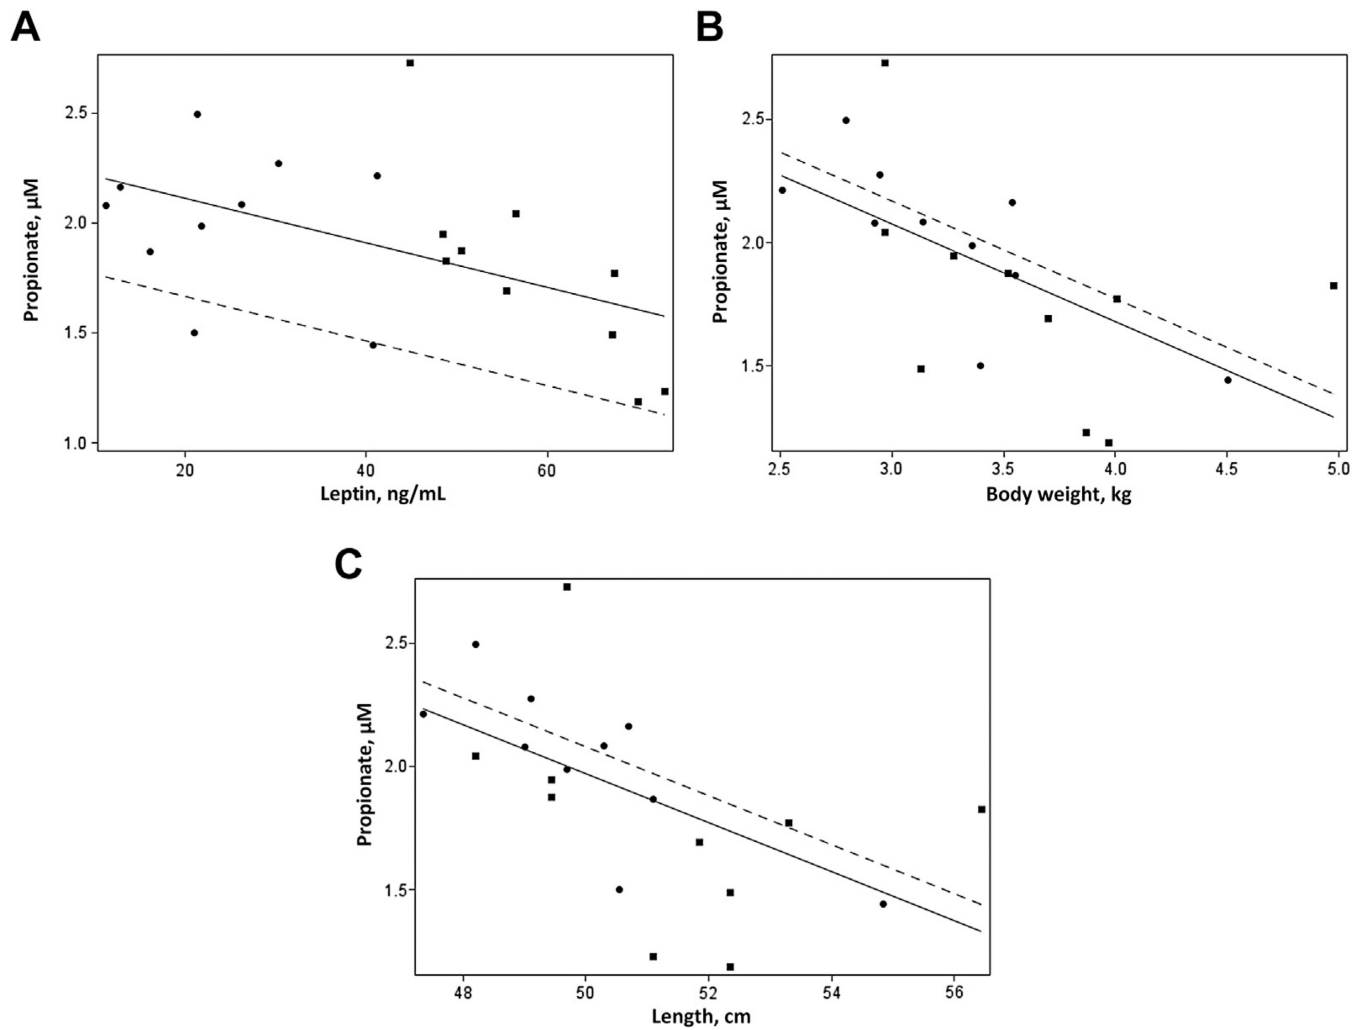 A
B
2.5
2.0
1.5
1.0
Propionate, µM
20
40
60
Leptin, ng/mL
2.5
2.0
1.5
Propionate, µM
2.5
3.0
3.5
4.0
4.5
5.0
Body weight, kg
C
2.5
2.0
1.5
Propionate, µM
48
50
52
54
56
Length, cm